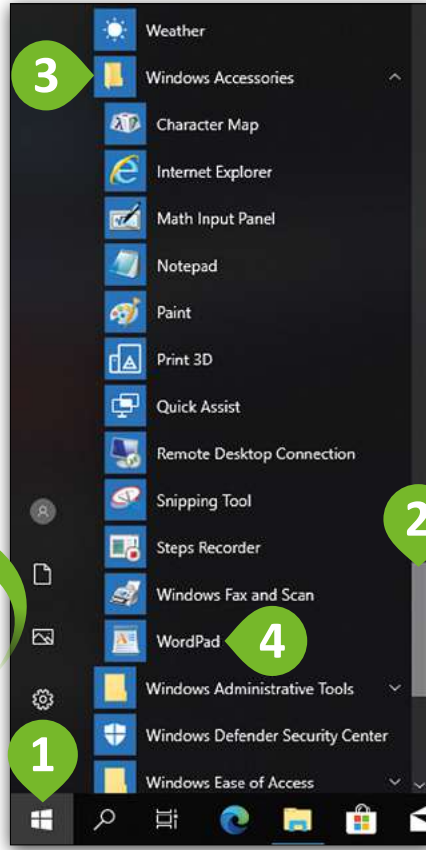 Weather
3
Windows Accessories
Character Map
Internet Explorer
Math Input Panel
Notepad
Paint
Print 3D
Quick Assist
Remote Desktop Connection
Snipping Tool
2
Steps Recorder
Windows Fax and Scan
WordPad 4
Windows Administrative Tools
Windows Defender Security Center
1
Windows Ease of Access